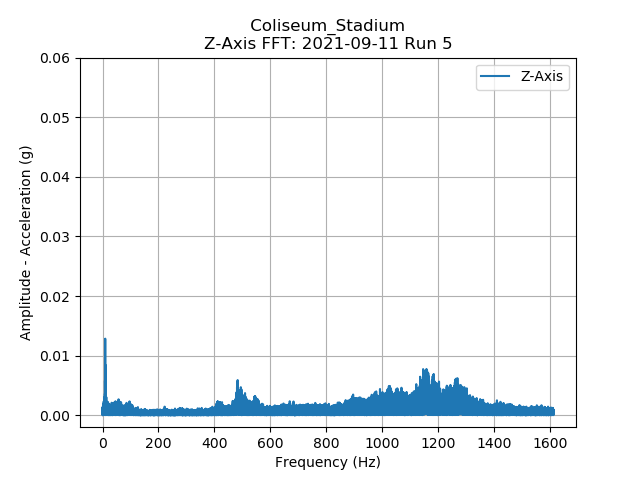 Coliseum_Stadium
Z-Axis FFT: 2021-09-11 Run 5
Z-Axis
Amplitude - Acceleration (g)
0.06
0.05
0.04
0.03
0.02
0.01
0.00
0 200 400 600 800 1000 1200 1400 1600
Frequency (Hz)